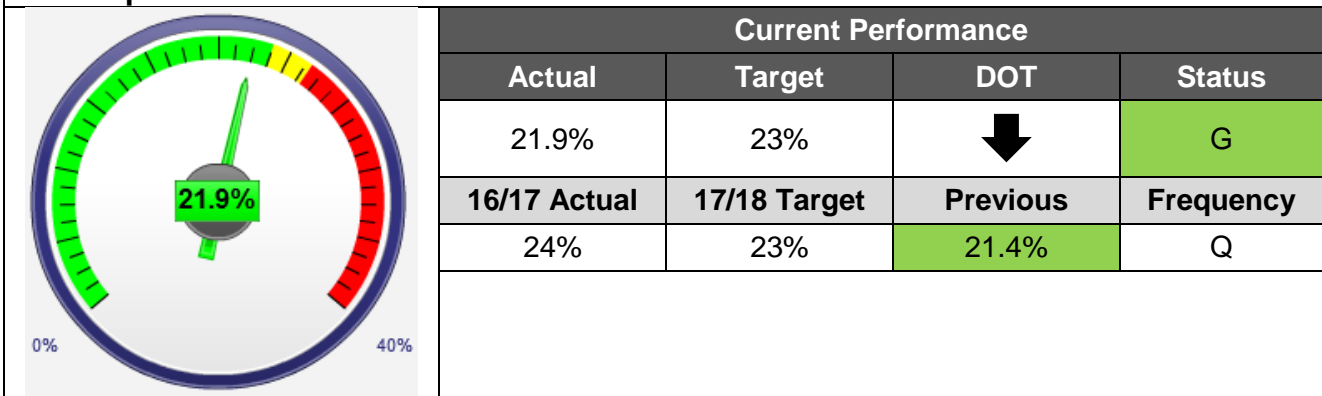 Current Performance
Actual Target DOT Status
21.9% 23% G
16/17 Actual 17/18 Target Previous Frequency
24% 23% 21.4% Q
21.9%
0% 40%